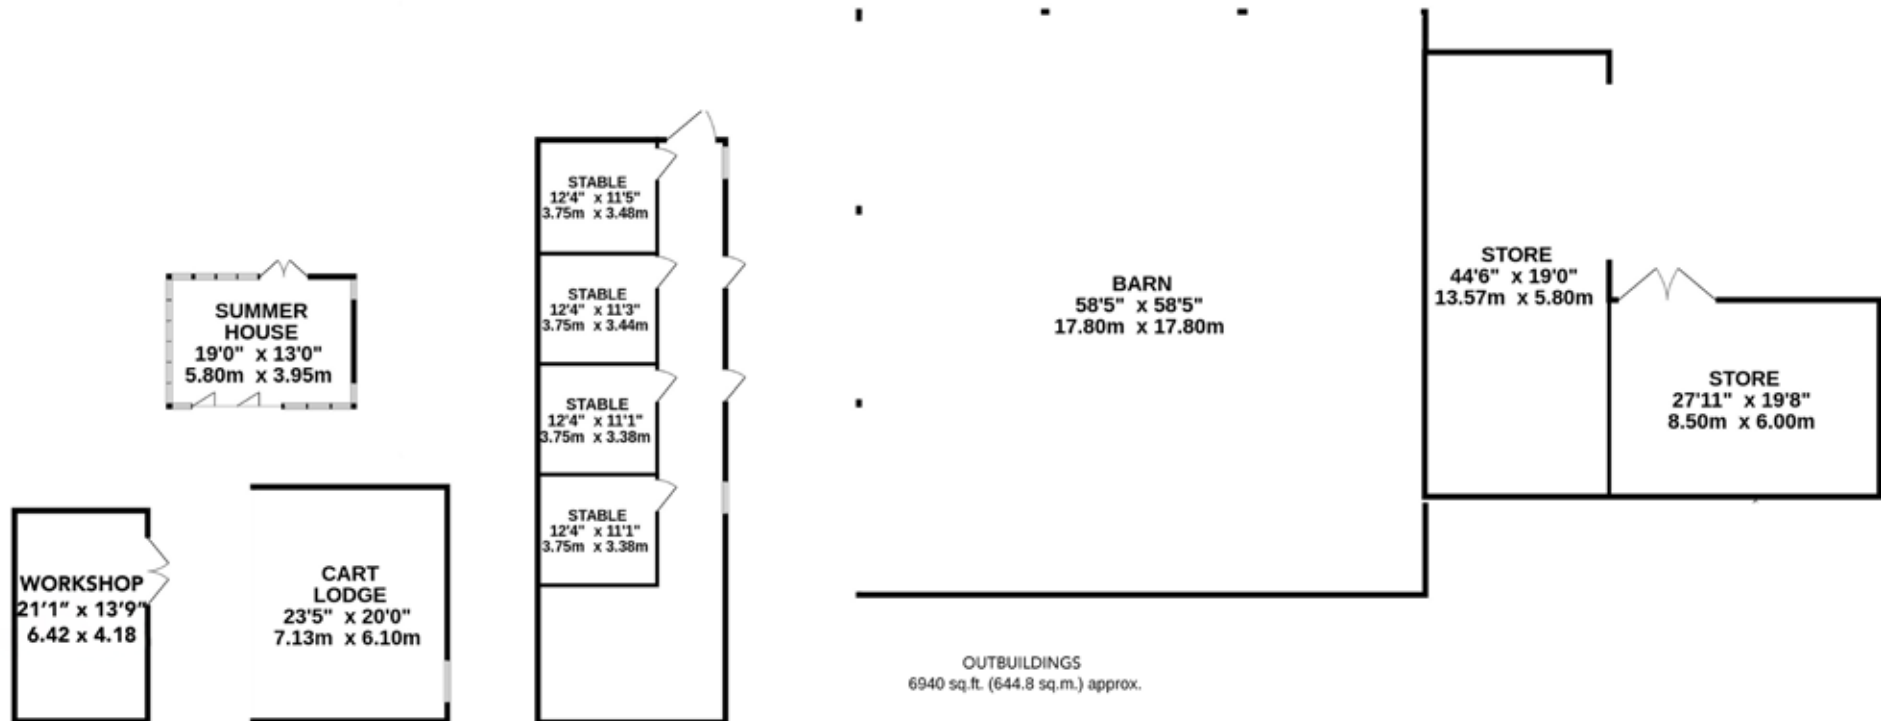 STABLE
12'4" x 11'5"
3.75m x 3.48m
STABLE
12'4" x 11'3"
3.75m x 3.44m
STABLE
12'4" x 11'1"
3.75m x 3.38m
STABLE
12'4" x 11'1"
3.75m x 3.38m
SUMMER
HOUSE
19'0" x 13'0"
5.80m x 3.95m
WORKSHOP
21'1" x 13'9"
6.42 x 4.18
CART
LODGE
23'5" x 20'0"
7.13m x 6.10m
BARN
58'5" x 58'5"
17.80m x 17.80m
STORE
44'6" x 19'0"
13.57m x 5.80m
STORE
27'11" x 19'8"
8.50m x 6.00m
OUTBUILDINGS
6940 sq.ft. (644.8 sq.m.) approx.